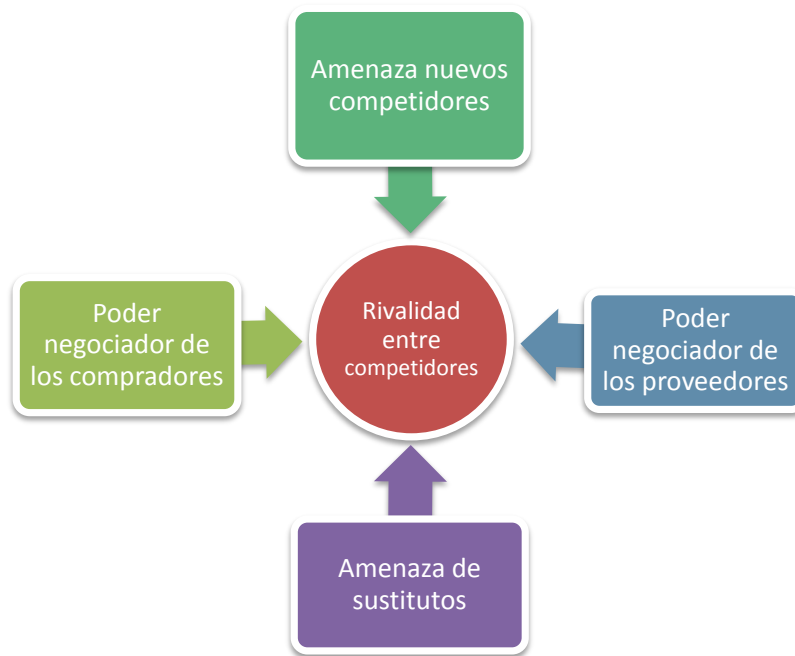 Amenaza nuevos
competidores
Poder
negociador de
los compradores
Rivalidad
entre
competidores
Poder
negociador de
los proveedores
Amenaza de
sustitutos